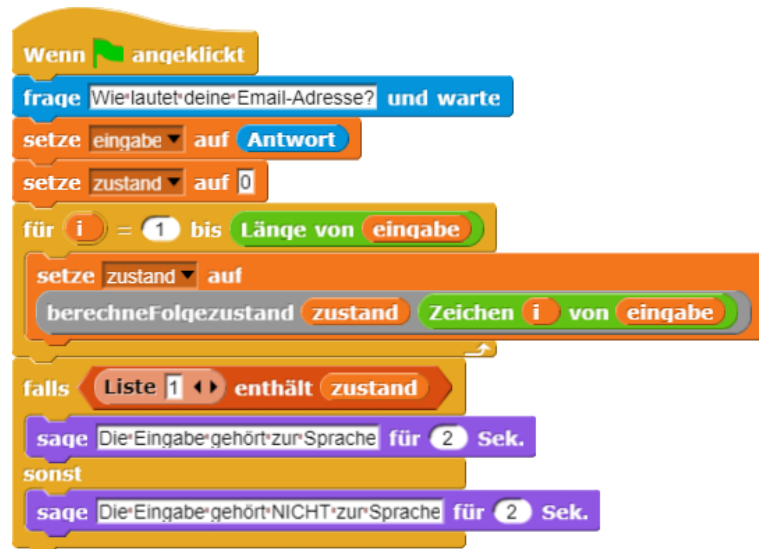 Wenn angeklickt
frage Wie lautet deine Email-Adresse? und warte
setze eingabe auf Antwort
setze zustand auf 0
für i = 1 bis Länge von eingabe
setze zustand auf
berechneFolgezustand zustand Zeichen i von eingabe
falls Liste 1 enthält zustand
sage Die Eingabe gehört zur Sprache für 2 Sek.
sonst
sage Die Eingabe gehört NICHT zur Sprache für 2 Sek.